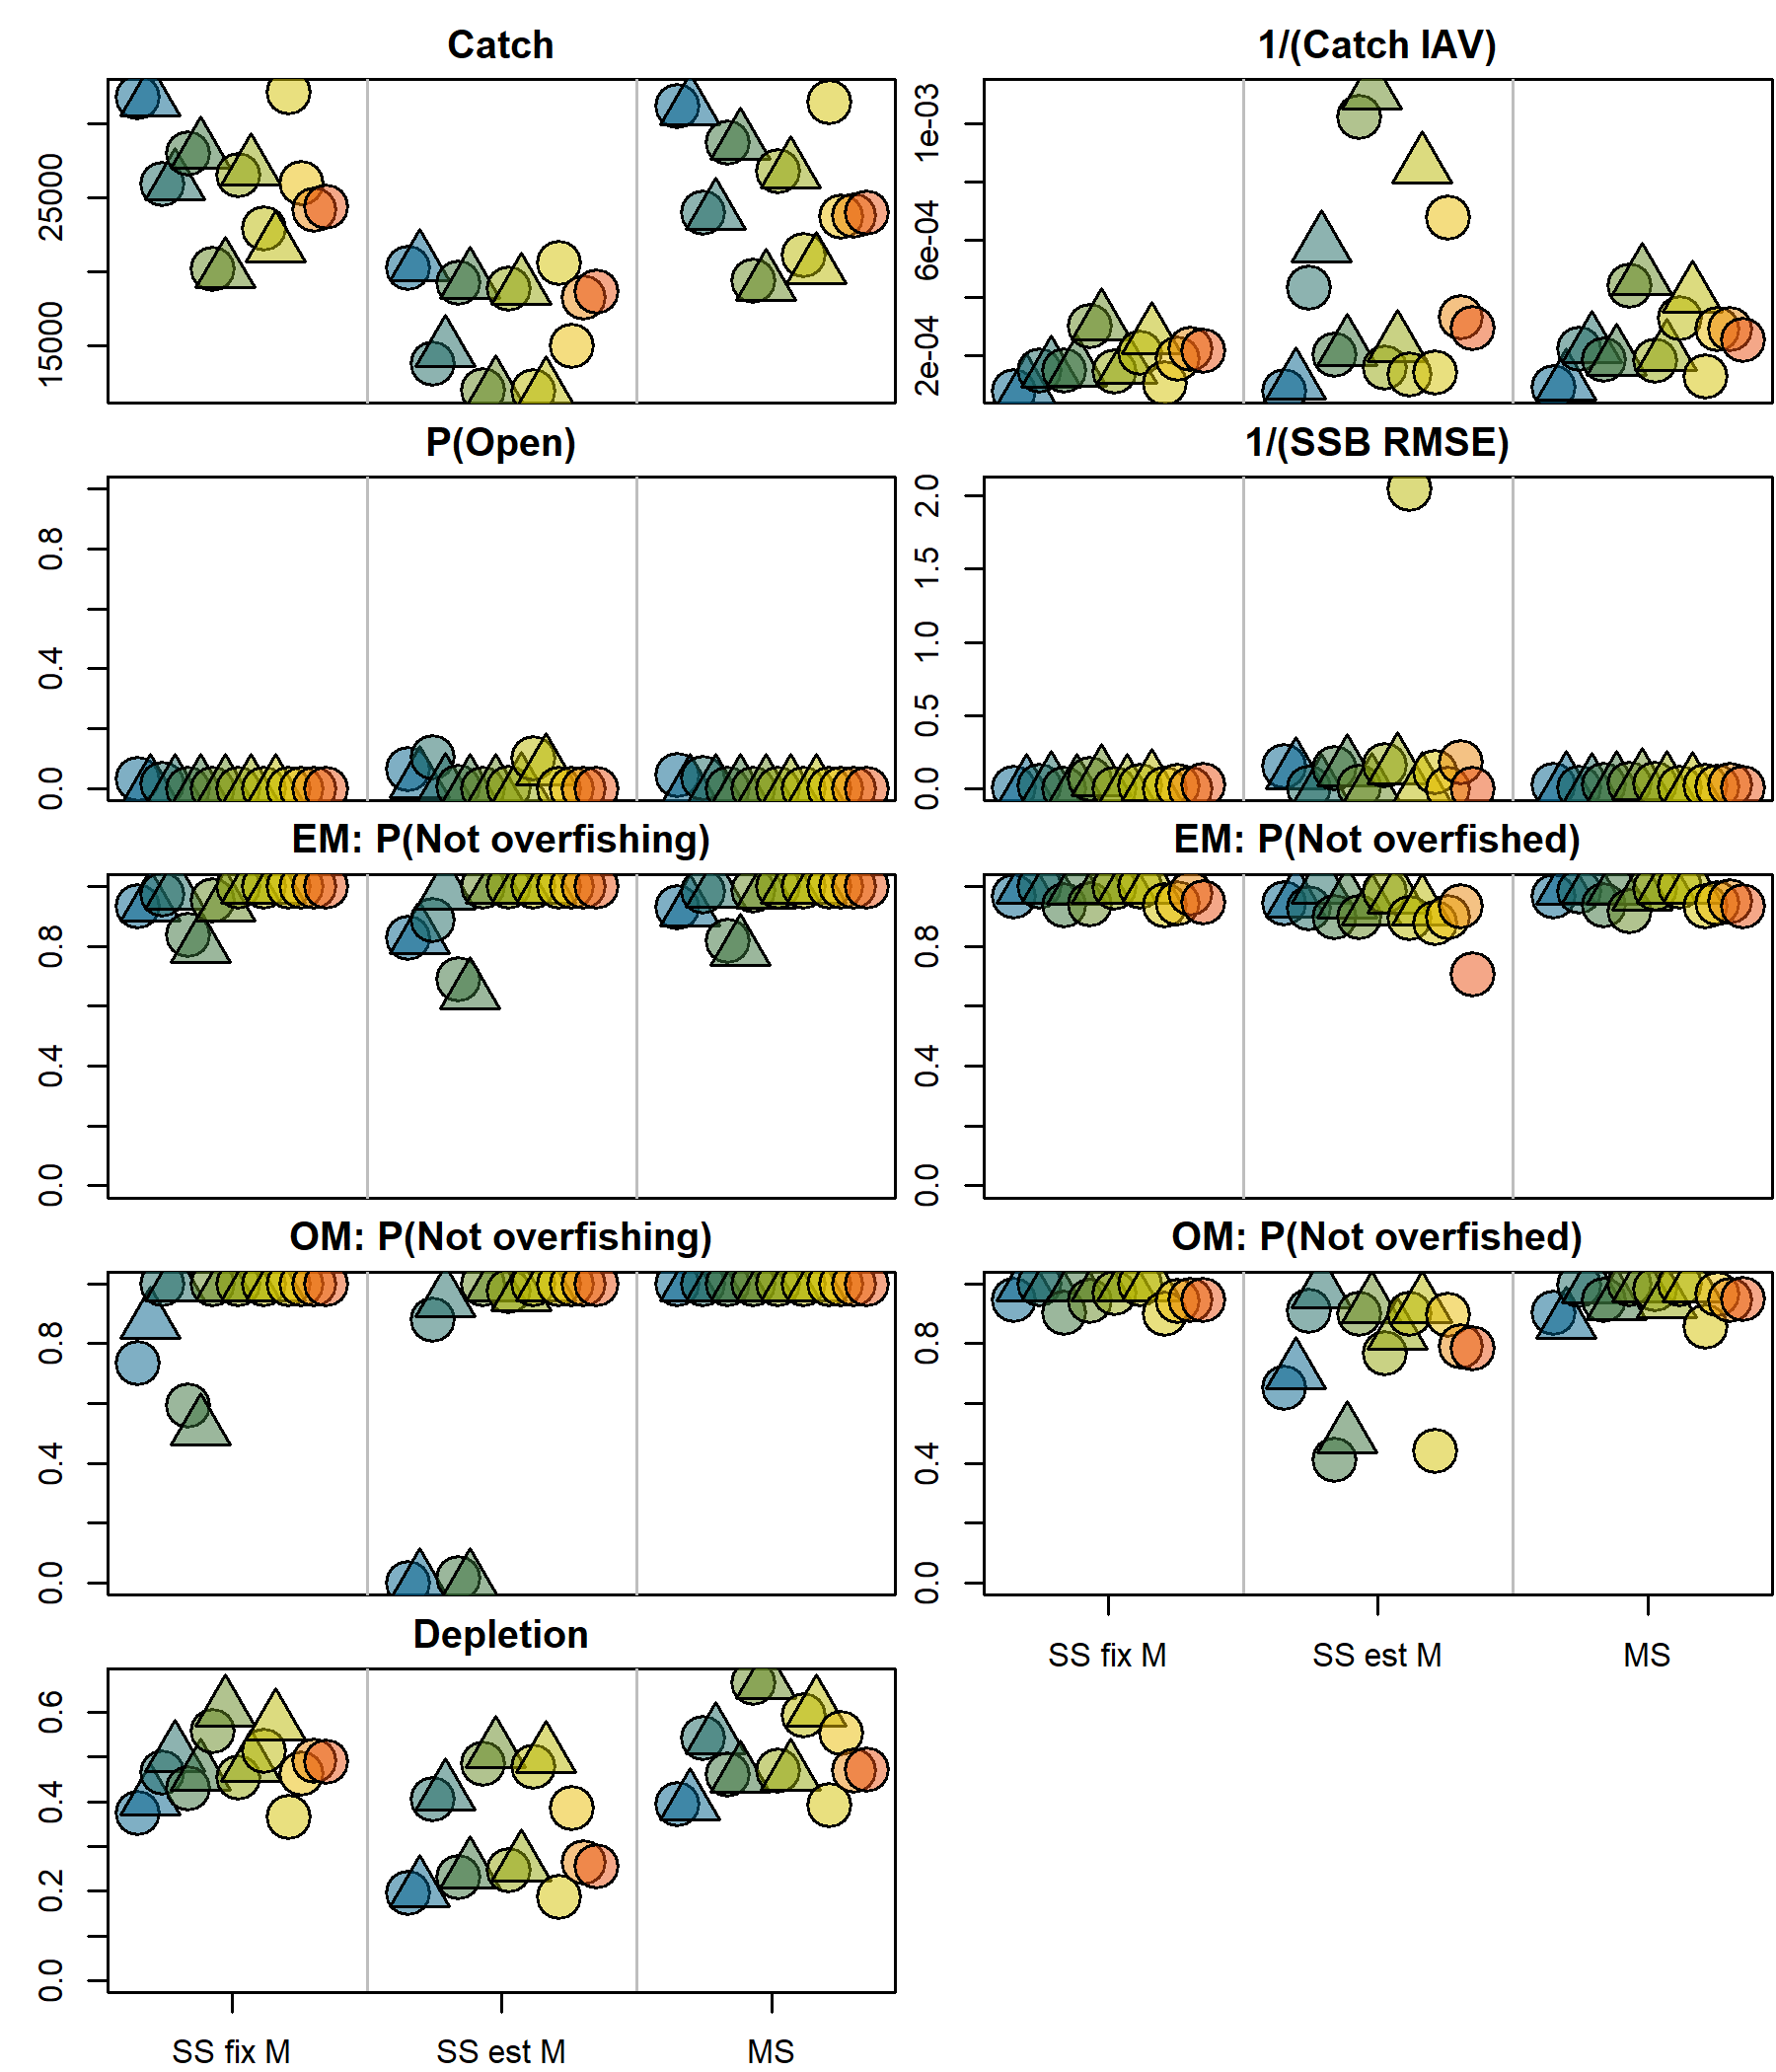 Catch
1/(Catch IAV)
15000
25000
2e-04
6e-04
1e-03
P(Open)
1/(SSB RMSE)
0.0
0.4
0.8
0.0
0.5
1.0
1.5
2.0
EM: P(Not overfishing)
EM: P(Not overfished)
0.0
0.4
0.8
0.0
0.4
0.8
OM: P(Not overfishing)
OM: P(Not overfished)
0.0
0.4
0.8
0.0
0.4
0.8
SS fix M
SS est M
MS
Depletion
0.0
0.2
0.4
0.6
SS fix M
SS est M
MS